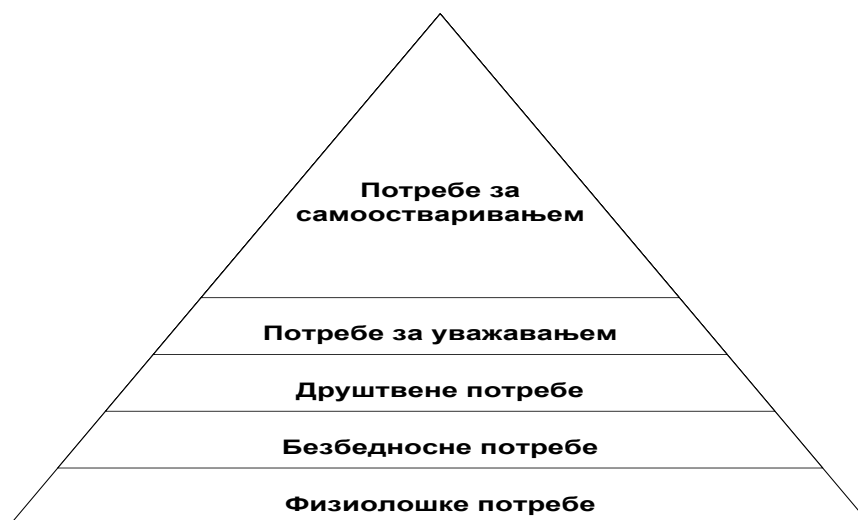 Потребе за
самоостваривањем
Потребе за уважавањем
Друштвене потребе
Безбедносне потребе
Физиолошке потребе